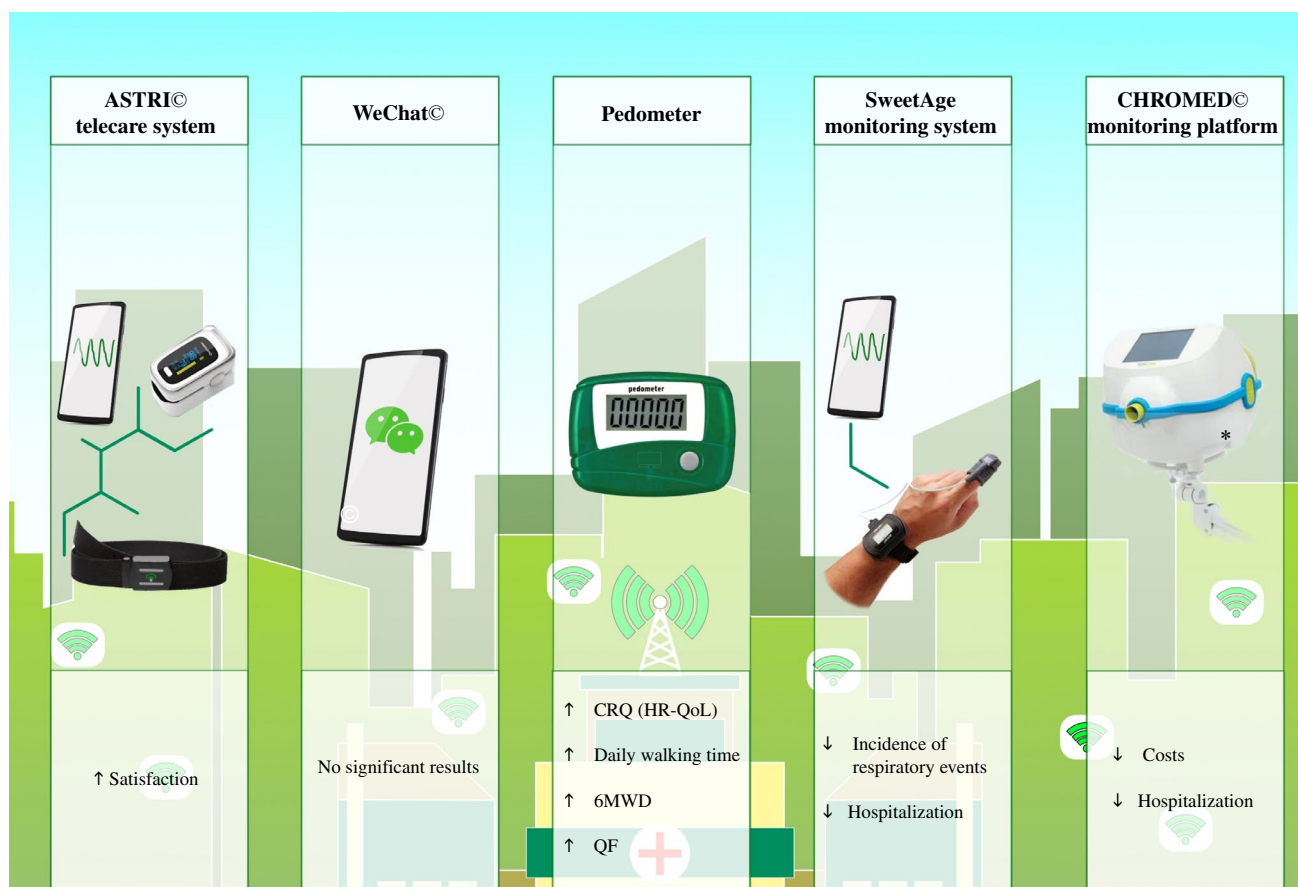 ASTRI©
telecare system
WeChat©
Pedometer
SweetAge
monitoring system
CHROMED©
monitoring platform
pedometer
00000
©
*
↑ Satisfaction
No significant results
↑ CRQ (HR-QoL)
↑ Daily walking time
↑ 6MWD
↑ QF
↓ Incidence of
respiratory events
↓ Hospitalization
↓ Costs
↓ Hospitalization